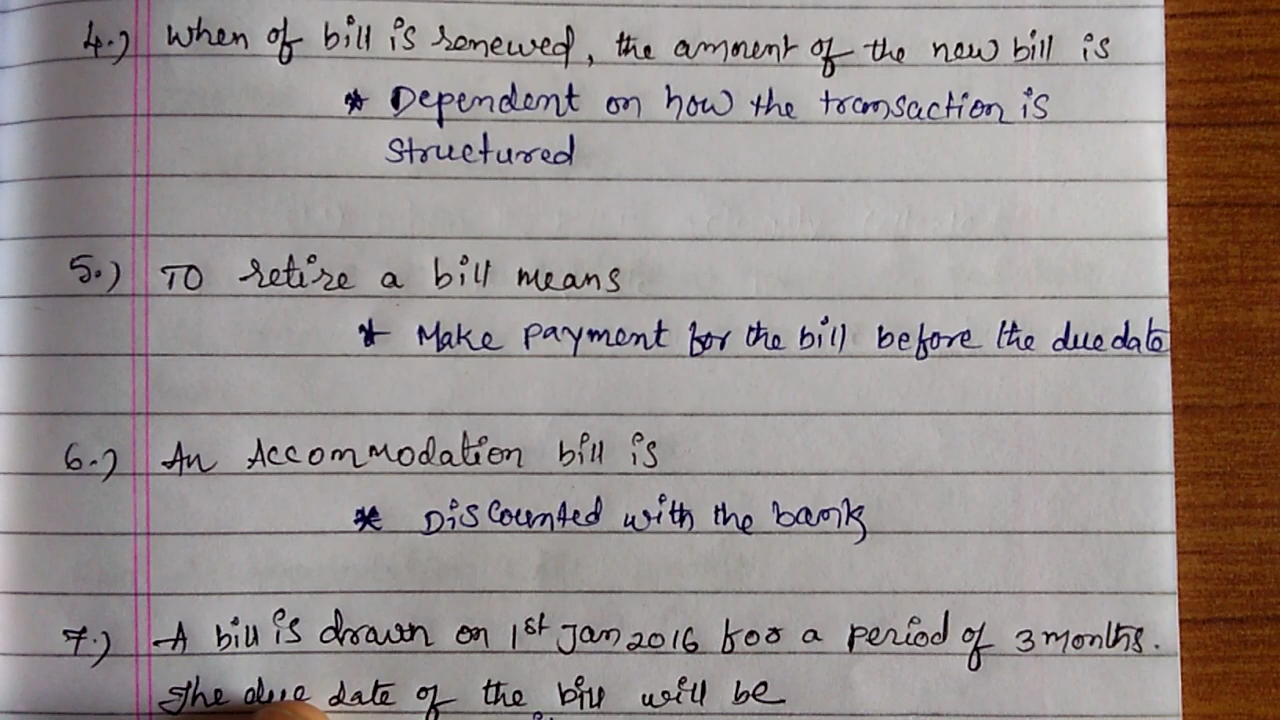 4.) When of bill is renewed, the amount of the new bill is
* Dependent on how the transaction is
structured
5.) TO retire a bill means
* Make payment for the bill before the due date
6.) An Accommodation bill is
* Discounted with the bank
7.) A bill is drawn on 1st Jan 2016 for a period of 3 months.
The due date of the bill will be